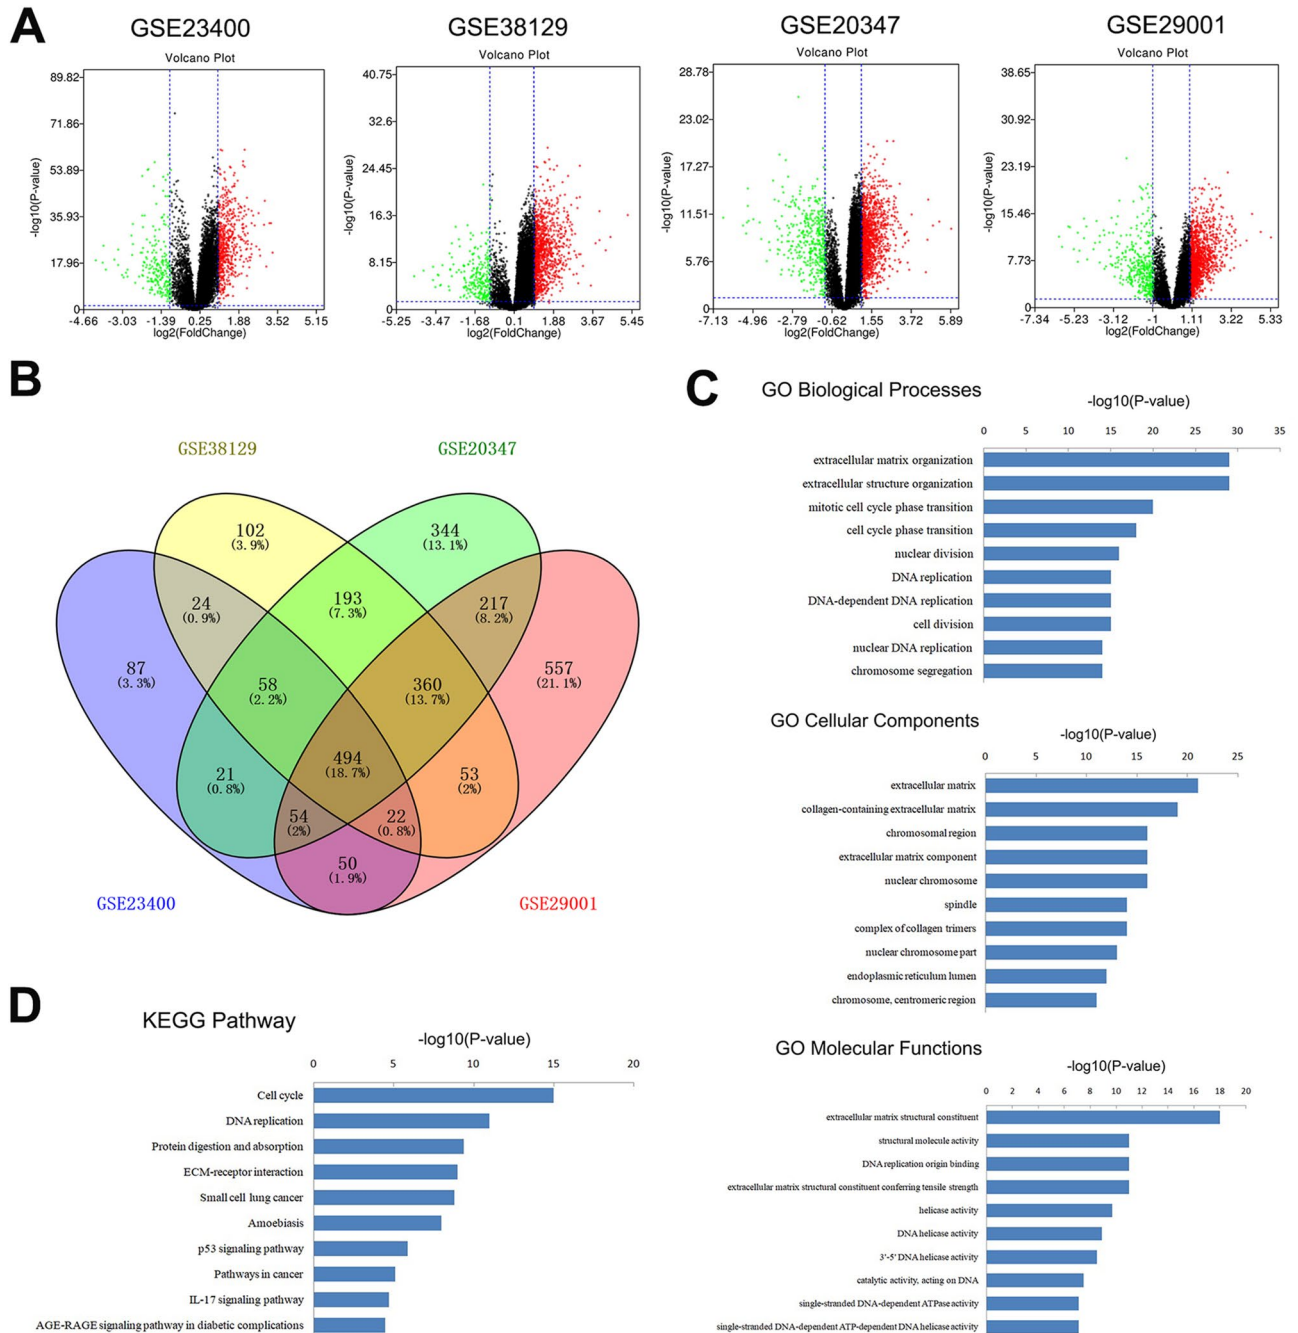 A
GSE23400
GSE38129
GSE20347
GSE29001
Volcano Plot
Volcano Plot
Volcano Plot
Volcano Plot
-log10(P-value)
89.82
71.86
53.89
35.93
17.96
0
-4.66 -3.03 -1.39 0.25 1.88 3.52 5.15
log2(FoldChange)
-log10(P-value)
40.75
32.6
24.45
16.3
8.15
0
-5.25 -3.47 -1.68 0.1 1.88 3.67 5.45
log2(FoldChange)
-log10(P-value)
28.78
23.02
17.27
11.51
5.76
0
-7.13 -4.96 -2.79 -0.62 1.55 3.72 5.89
log2(FoldChange)
-log10(P-value)
38.65
30.92
23.19
15.46
7.73
0
-7.34 -5.23 -3.12 -1 1.11 3.22 5.33
log2(FoldChange)
B
GSE38129
GSE20347
102
(3.9%)
344
(13.1%)
24
(0.9%)
193
(7.3%)
217
(8.2%)
87
(3.3%)
58
(2.2%)
360
(13.7%)
557
(21.1%)
494
(18.7%)
21
(0.8%)
53
(2%)
54
(2%)
22
(0.8%)
50
(1.9%)
GSE23400
GSE29001
C
GO Biological Processes
-log10(P-value)
0 5 10 15 20 25 30 35
extracellular matrix organization
extracellular structure organization
mitotic cell cycle phase transition
cell cycle phase transition
nuclear division
DNA replication
DNA-dependent DNA replication
cell division
nuclear DNA replication
chromosome segregation
GO Cellular Components
-log10(P-value)
0 5 10 15 20 25
extracellular matrix
collagen-containing extracellular matrix
chromosomal region
extracellular matrix component
nuclear chromosome
spindle
complex of collagen trimers
nuclear chromosome part
endoplasmic reticulum lumen
chromosome, centromeric region
GO Molecular Functions
-log10(P-value)
0 2 4 6 8 10 12 14 16 18 20
extracellular matrix structural constituent
structural molecule activity
DNA replication origin binding
extracellular matrix structural constituent conferring tensile strength
helicase activity
DNA helicase activity
3'-5' DNA helicase activity
catalytic activity, acting on DNA
single-stranded DNA-dependent ATPase activity
single-stranded DNA-dependent ATP-dependent DNA helicase activity
D
KEGG Pathway
-log10(P-value)
0 5 10 15 20
Cell cycle
DNA replication
Protein digestion and absorption
ECM-receptor interaction
Small cell lung cancer
Amoebiasis
p53 signaling pathway
Pathways in cancer
IL-17 signaling pathway
AGE-RAGE signaling pathway in diabetic complications